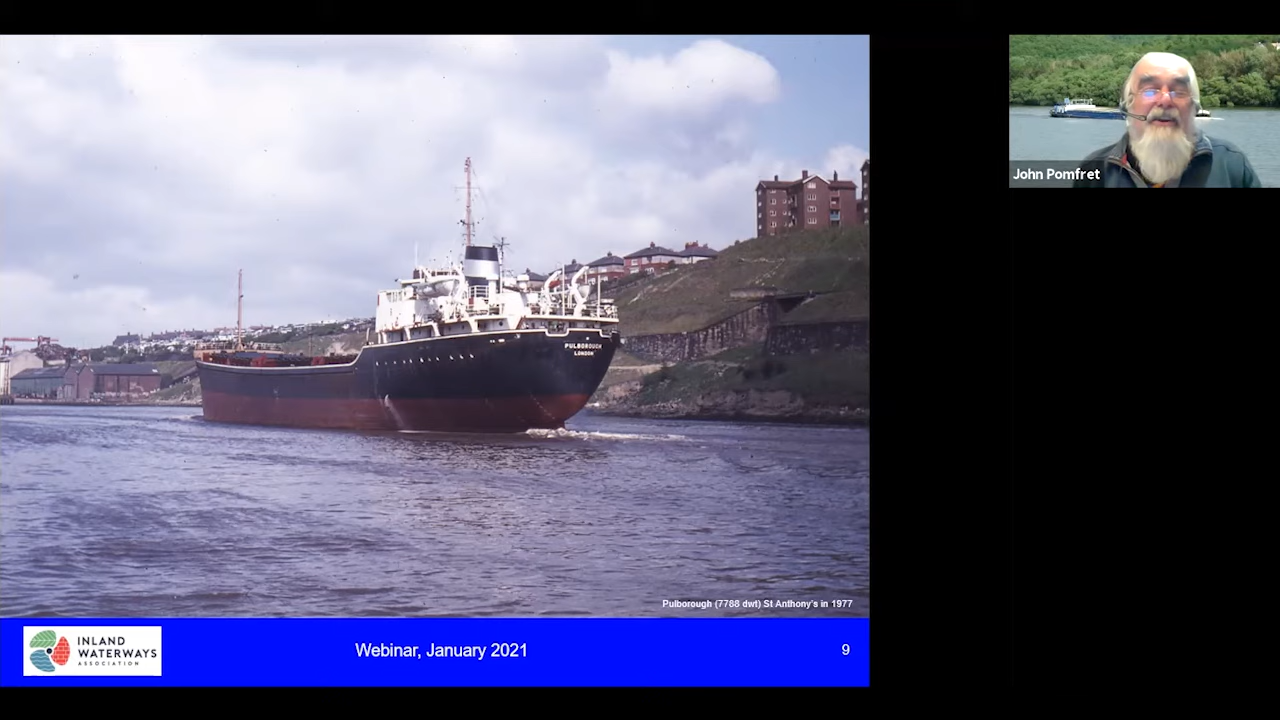 John Pomfret
PULBOROUGH
LONDON
Pulborough (7788 dwt) St Anthony's in 1977
INLAND
WATERWAYS
ASSOCIATION
Webinar, January 2021
9